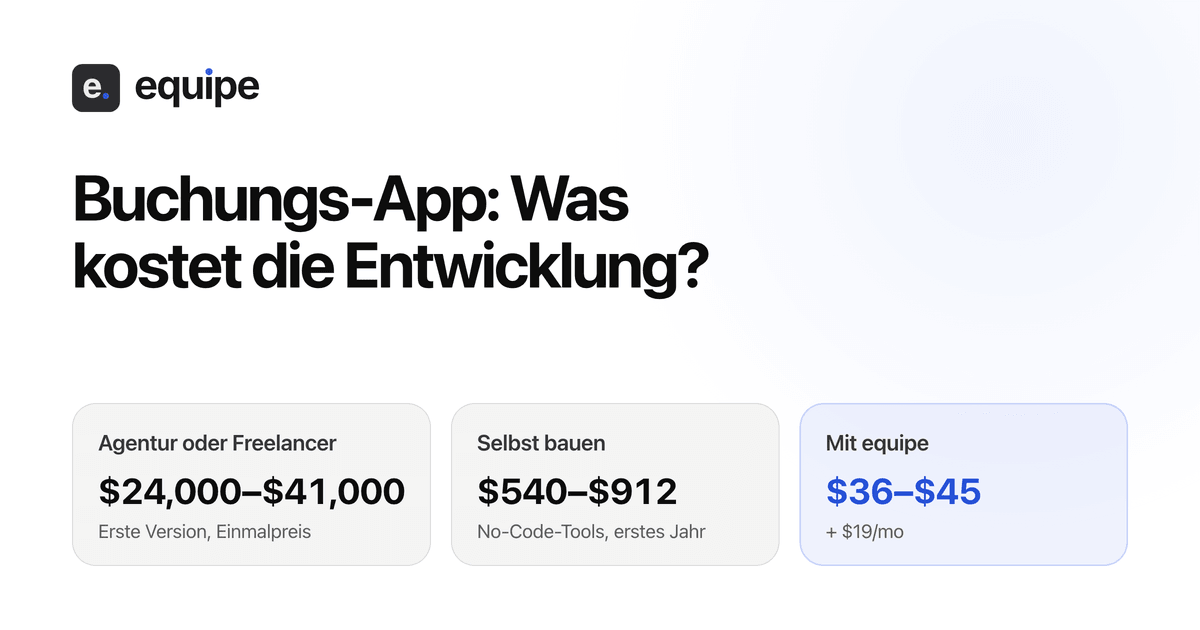 e.
equipe
Buchungs-App: Was
kostet die Entwicklung?
Agentur oder Freelancer
$24,000–$41,000
Erste Version, Einmalpreis
Selbst bauen
$540–$912
No-Code-Tools, erstes Jahr
Mit equipe
$36–$45
+ $19/mo